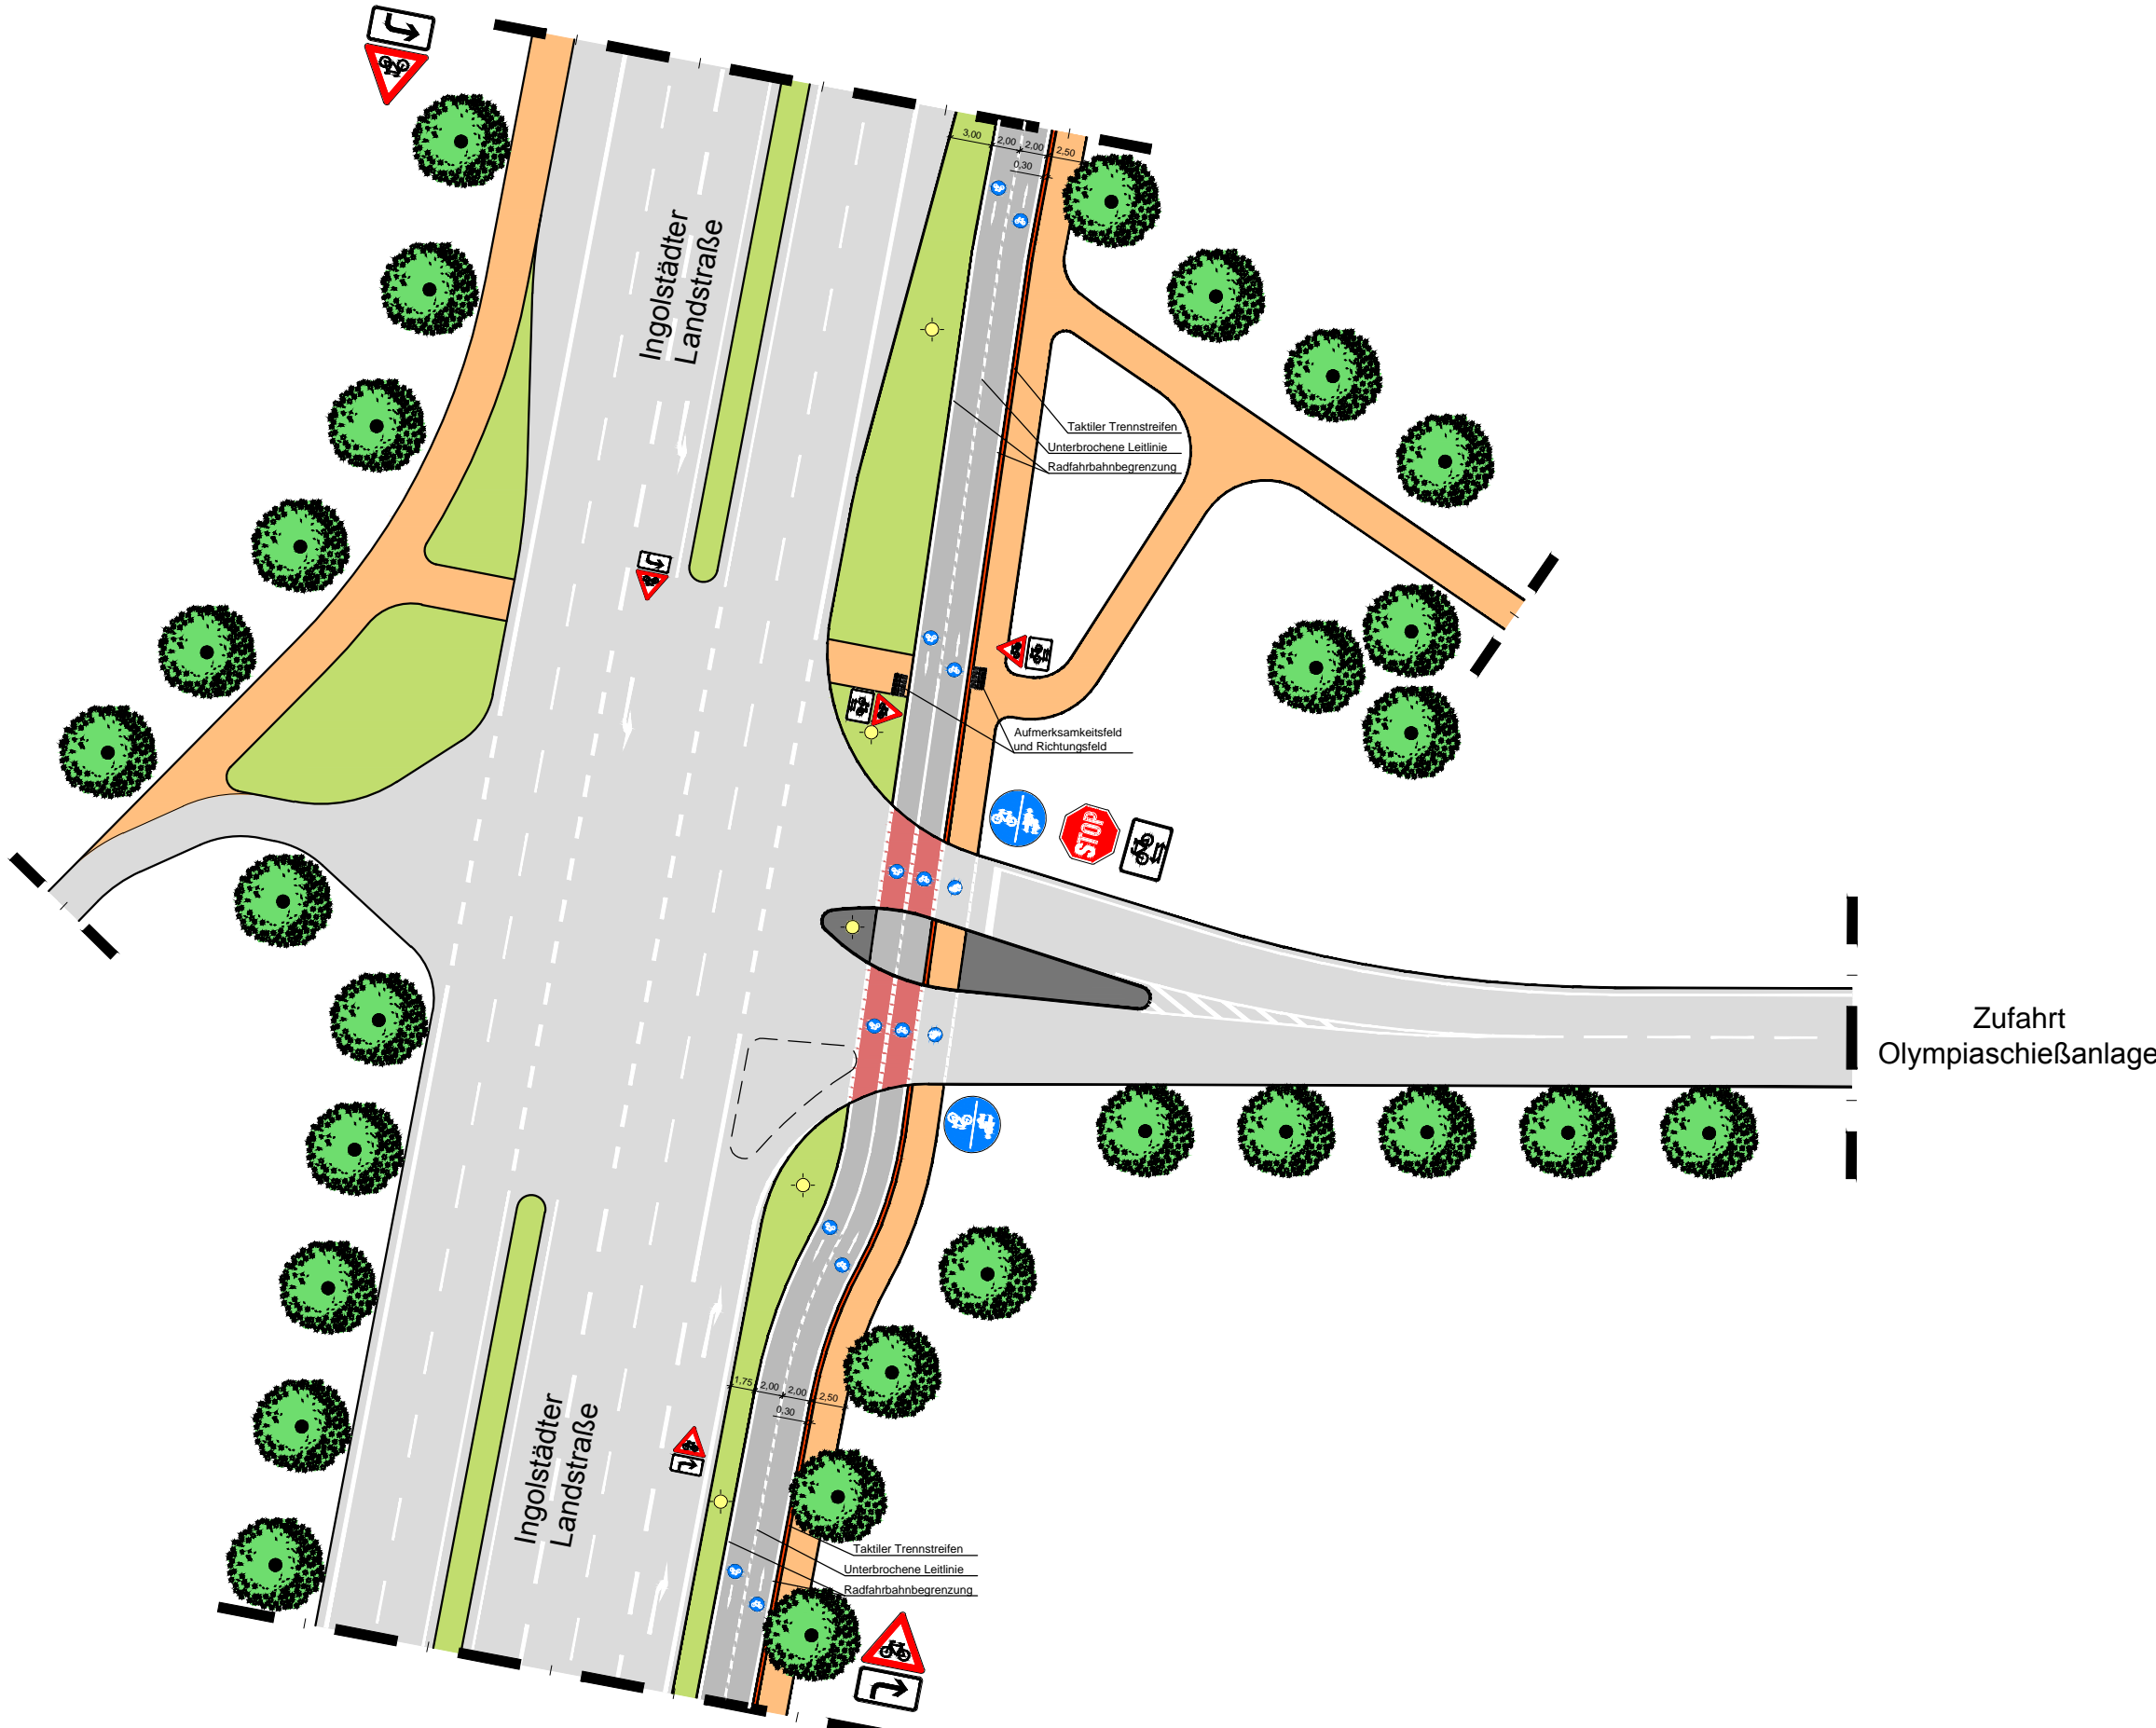 3,00
2,00
2,00
2,50
0,30
Ingolstädter
Landstraße
Taktiler Trennstreifen
Unterbrochene Leitlinie
Radfahrbahnbegrenzung
Aufmerksamkeitsfeld
und Richtungsfeld
STOP
Zufahrt
Olympiaschießanlage
1,75
2,00
2,00
2,50
0,30
Ingolstädter
Landstraße
Taktiler Trennstreifen
Unterbrochene Leitlinie
Radfahrbahnbegrenzung